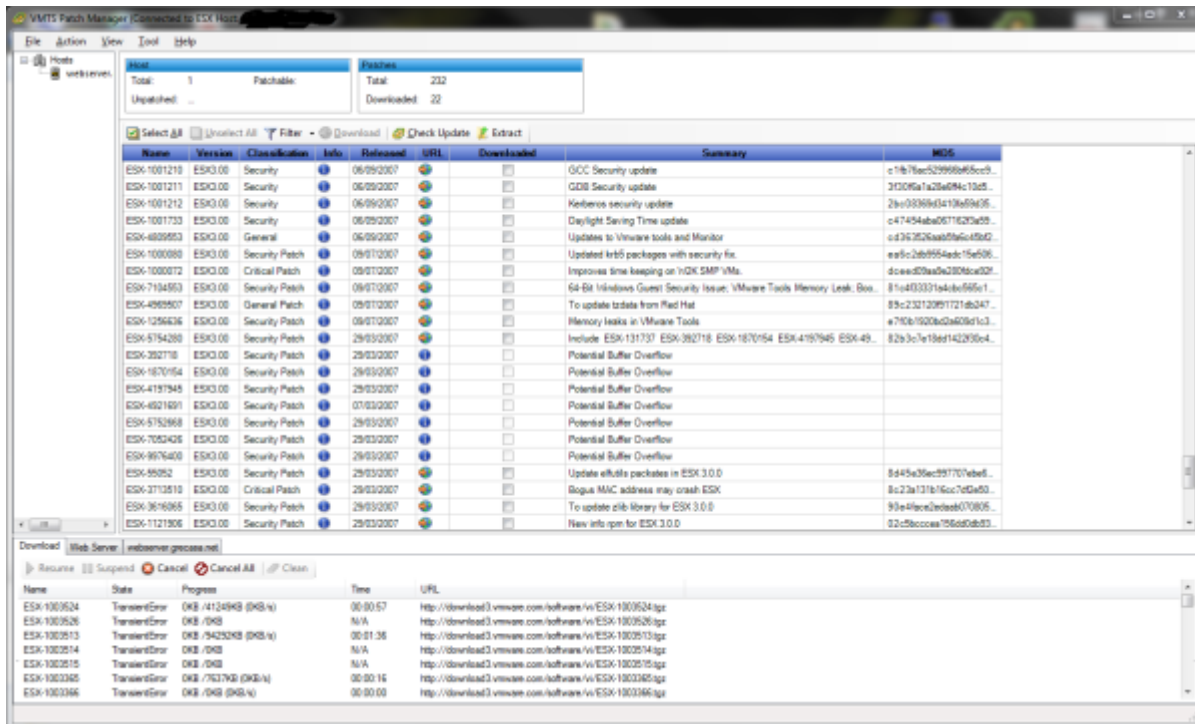 VMTS Patch Manager (Connected to ESX Host:
File Action View Tool Help
Hosts
webserver.
Host
Total: 1 Patchable:
Unpatched: ...
Patches
Total: 232
Downloaded: 22
Select All Unselect All Filter Download Check Update Extract
Name Version Classification Info Released URL Downloaded Summary MD5
ESX-1001210 ESX3.00 Security 06/09/2007 GCC Security update
ESX-1001211 ESX3.00 Security 06/09/2007 GDB Security update
ESX-1001212 ESX3.00 Security 06/09/2007 Kerberos security update
ESX-1001733 ESX3.00 Security 06/09/2007 Daylight Saving Time update
ESX-4809553 ESX3.00 General 06/09/2007 Updates to Vmware tools and Monitor
ESX-1000080 ESX3.00 Security Patch 09/07/2007 Updated krb5 packages with security fix.
ESX-1000072 ESX3.00 Critical Patch 09/07/2007 Improves time keeping on SMP VMs.
ESX-7104553 ESX3.00 Security Patch 09/07/2007 64-Bit Windows Guest Security Issue; VMware Tools Memory Leak; Boo...
ESX-4969907 ESX3.00 General Patch 09/07/2007 To update tzdata from Red Hat
ESX-1256636 ESX3.00 Security Patch 09/07/2007 Memory leaks in VMware Tools
ESX-5754280 ESX3.00 Security Patch 29/03/2007 Include ESX-131737 ESX-392718 ESX-1870154 ESX-4197945 ESX-49...
ESX-392718 ESX3.00 Security Patch 29/03/2007 Potential Buffer Overflow
ESX-1870154 ESX3.00 Security Patch 29/03/2007 Potential Buffer Overflow
ESX-4197945 ESX3.00 Security Patch 29/03/2007 Potential Buffer Overflow
ESX-4921691 ESX3.00 Security Patch 07/03/2007 Potential Buffer Overflow
ESX-5752668 ESX3.00 Security Patch 29/03/2007 Potential Buffer Overflow
ESX-7052426 ESX3.00 Security Patch 29/03/2007 Potential Buffer Overflow
ESX-9976400 ESX3.00 Security Patch 29/03/2007 Potential Buffer Overflow
ESX-55052 ESX3.00 Security Patch 29/03/2007 Update elfutils packates in ESX 3.0.0
ESX-3713510 ESX3.00 Critical Patch 29/03/2007 Bogus MAC address may crash ESX
ESX-3616065 ESX3.00 Security Patch 29/03/2007 To update zlib library for ESX 3.0.0
ESX-1121906 ESX3.00 Security Patch 29/03/2007 New info rpm for ESX 3.0.0
Download Web Server webserver.grecasa.net
Resume Suspend Cancel Cancel All Clean
Name State Progress Time URL
ESX-1003524 TransientError 0KB /41249KB (0KB/s) 00:00:57 http://download3.vmware.com/software/vi/ESX-1003524.tgz
ESX-1003526 TransientError 0KB /0KB N/A http://download3.vmware.com/software/vi/ESX-1003526.tgz
ESX-1003513 TransientError 0KB /94292KB (0KB/s) 00:01:36 http://download3.vmware.com/software/vi/ESX-1003513.tgz
ESX-1003514 TransientError 0KB /0KB N/A http://download3.vmware.com/software/vi/ESX-1003514.tgz
ESX-1003515 TransientError 0KB /0KB N/A http://download3.vmware.com/software/vi/ESX-1003515.tgz
ESX-1003365 TransientError 0KB /7637KB (0KB/s) 00:00:16 http://download3.vmware.com/software/vi/ESX-1003365.tgz
ESX-1003366 TransientError 0KB /0KB (0KB/s) 00:00:00 http://download3.vmware.com/software/vi/ESX-1003366.tgz